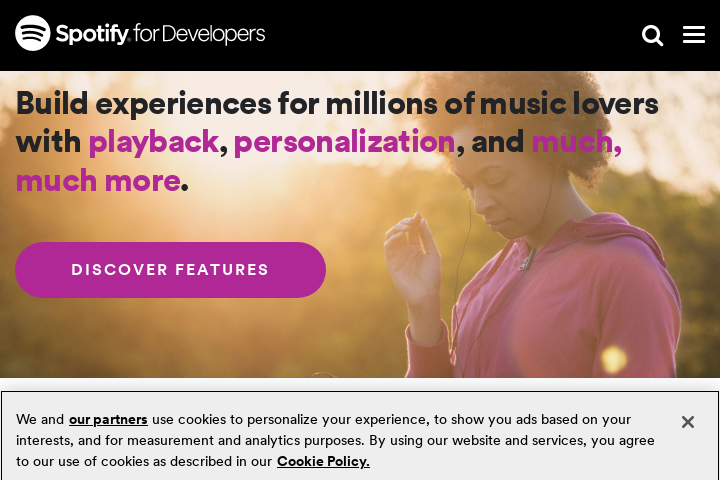 Spotify® for Developers
Build experiences for millions of music lovers
with playback, personalization, and much,
much more.
DISCOVER FEATURES
We and our partners use cookies to personalize your experience, to show you ads based on your
interests, and for measurement and analytics purposes. By using our website and services, you agree
to our use of cookies as described in our Cookie Policy.